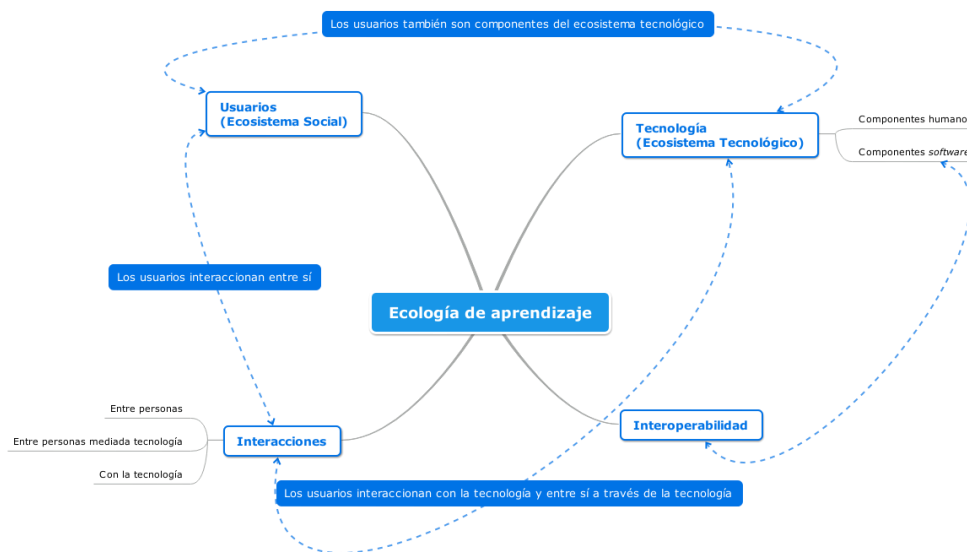 Los usuarios también son componentes del ecosistema tecnológico
Usuarios
(Ecosistema Social)
Tecnología
(Ecosistema Tecnológico)
Componentes humano
Componentes software
Los usuarios interaccionan entre sí
Ecología de aprendizaje
Entre personas
Entre personas mediada tecnología
Con la tecnología
Interacciones
Interoperabilidad
Los usuarios interaccionan con la tecnología y entre sí a través de la tecnología